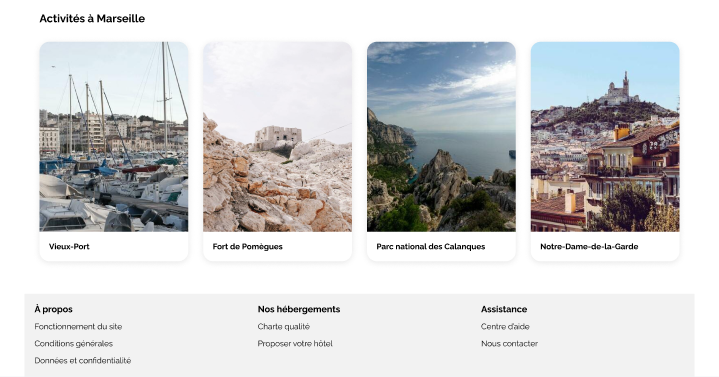 Activités à Marseille
Vieux-Port
Fort de Pomègues
Parc national des Calanques
Notre-Dame-de-la-Garde
À propos
Fonctionnement du site
Conditions générales
Données et confidentialité
Nos hébergements
Charte qualité
Proposer votre hôtel
Assistance
Centre d'aide
Nous contacter